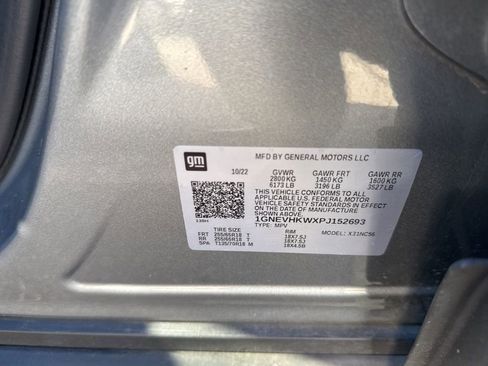 gm
MFD BY GENERAL MOTORS LLC
10/22 GVWR GAWR FRT GAWR RR
2800 KG 1450 KG 1600 KG
6173 LB 3196 LB 3527 LB
THIS VEHICLE CONFORMS TO ALL
APPLICABLE U.S. FEDERAL MOTOR
VEHICLE SAFETY STANDARDS IN
EFFECT ON THE DATE OF
MANUFACTURE SHOWN ABOVE.
1GNEVHKWXPJ152693
TYPE: MPV
TIRE SIZE RIM MODEL: X31NC56
FRT 255/65R18 T 18X7.5J
RR 255/65R18 T 18X7.5J
SPA T135/70R18 M 18X4.5B